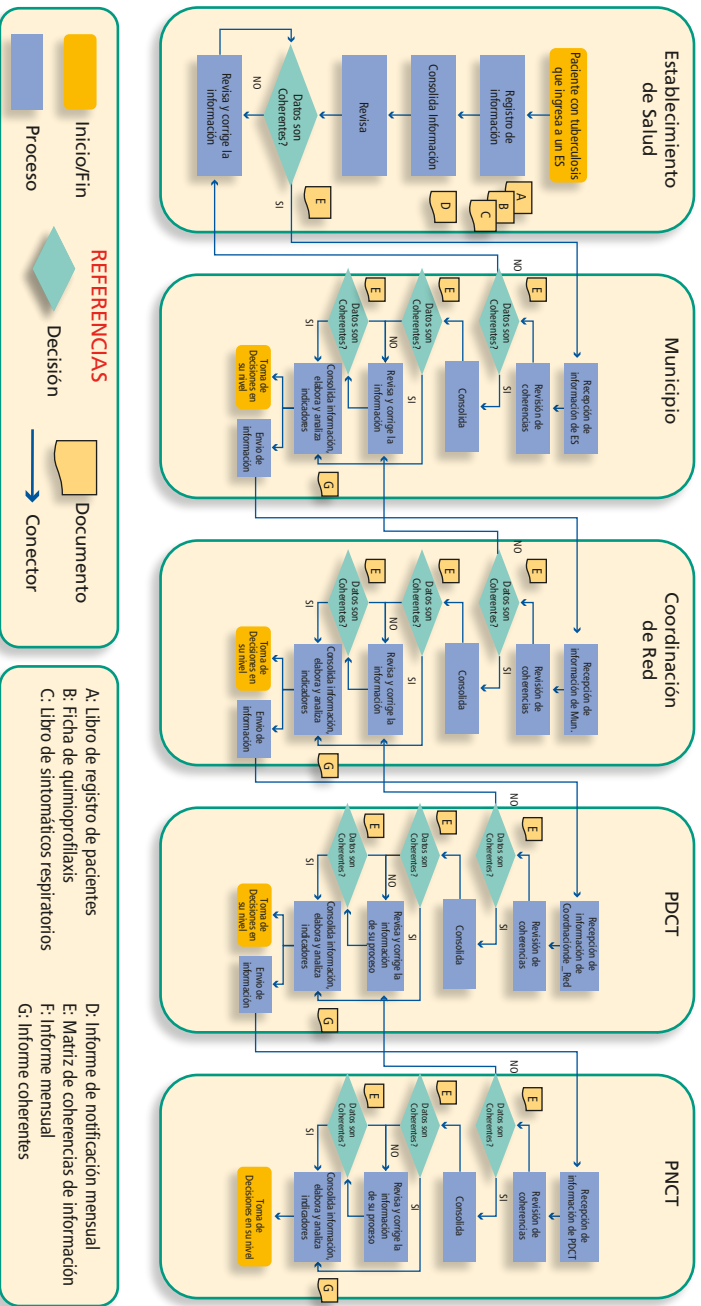 Establecimiento
de Salud
Paciente con tuberculosis
que ingresa a un ES
Registro de
información
A
B
C
Consolida Información
D
Revisa
Datos son
Coherentes?
E
NO
SI
Revisa y corrige la
información
Municipio
Recepción de
información de ES
Revisión de
coherencias
E
Datos son
Coherentes?
NO
SI
Consolida
E
Datos son
Coherentes?
SI
NO
Revisa y corrige la
información
E
Datos son
Coherentes?
SI
Consolida información,
elabora y analiza
indicadores
G
Toma de
Decisiones en
su nivel
Envío de
información
Coordinación
de Red
Recepción de
información de Mun.
Revisión de
coherencias
E
Datos son
Coherentes?
NO
SI
Consolida
E
Datos son
Coherentes?
SI
NO
Revisa y corrige la
información
E
Datos son
Coherentes?
SI
Consolida información,
elabora y analiza
indicadores
G
Toma de
Decisiones en
su nivel
Envío de
información
PDCT
Recepción de
información de
Coordnaciónde _Red
Revisión de
coherencias
E
Datos son
Coherentes?
NO
SI
Consolida
E
Datos son
Coherentes?
SI
NO
Revisa y corrige la
información
de su proceso
E
Datos son
Coherentes?
SI
Consolida información,
elabora y analiza
indicadores
G
Toma de
Decisiones en
su nivel
Envío de
información
PNCT
Recepción de
información de PDCT
Revisión de
coherencias
E
Datos son
Coherentes?
NO
SI
Consolida
E
Datos son
Coherentes?
SI
NO
Revisa y corrige la
información
de su proceso
E
Datos son
Coherentes?
SI
Consolida información,
elabora y analiza
indicadores
G
Toma de
Decisiones en su nivel
REFERENCIAS
Inicio/Fin
Proceso
Decisión
Documento
Conector
A: Libro de registro de pacientes
B: Ficha de quimioprofilaxis
C: Libro de sintomáticos respiratorios
D: Informe de notificación mensual
E: Matriz de coherencias de información
F: Informe mensual
G: Informe coherentes